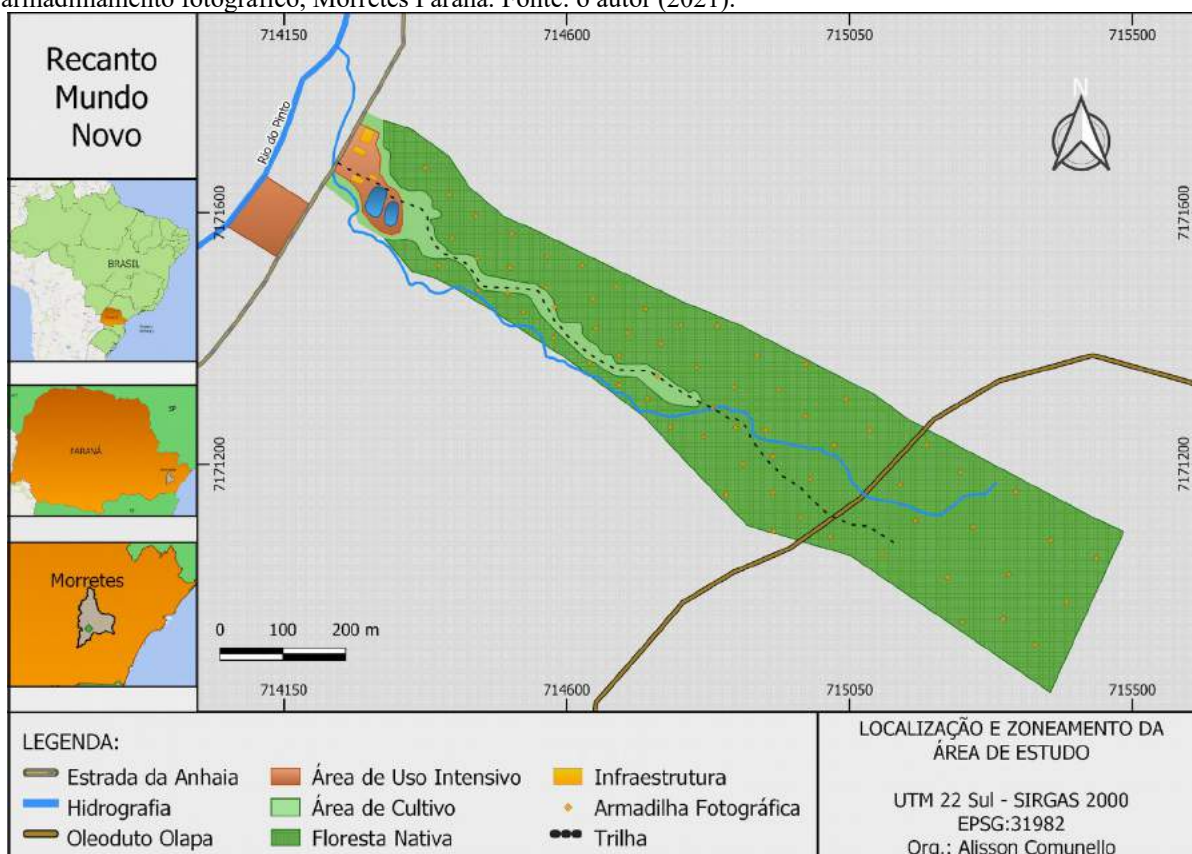 armadilhamento fotográfico, Morretes Paraná. Fonte: o autor (2021).
Recanto
Mundo
Novo
714150
714600
715050
715500
N
Rio do Pinto
7171600
7171600
BRASIL
PARANÁ
SP
7171200
7171200
Morretes
0 100 200 m
714150
714600
715050
715500
LEGENDA:
Estrada da Anhaia
Hidrografia
Oleoduto Olapa
Área de Uso Intensivo
Área de Cultivo
Floresta Nativa
Infraestrutura
Armadilha Fotográfica
Trilha
LOCALIZAÇÃO E ZONEAMENTO DA
ÁREA DE ESTUDO
UTM 22 Sul - SIRGAS 2000
EPSG:31982
Org.: Alisson Comunello